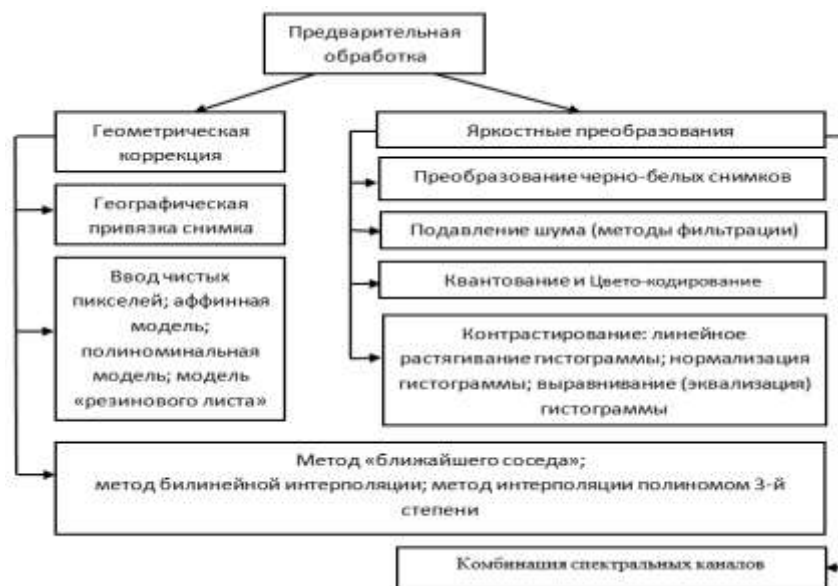 Предварительная
обработка
Геометрическая
коррекция
Географическая
привязка снимка
Ввод чистых
пикселей; аффинная
модель;
полиноминальная
модель; модель
«резинового листа»
Яркостные преобразования
Преобразование черно-белых снимков
Подавление шума (методы фильтрации)
Квантование и Цвето-кодирование
Контрастирование: линейное
растягивание гистограммы; нормализация
гистограммы; выравнивание (эквализация)
гистограммы
Метод «ближайшего соседа»;
метод билинейной интерполяции; метод интерполяции полиномом 3-й
степени
Комбинация спектральных каналов